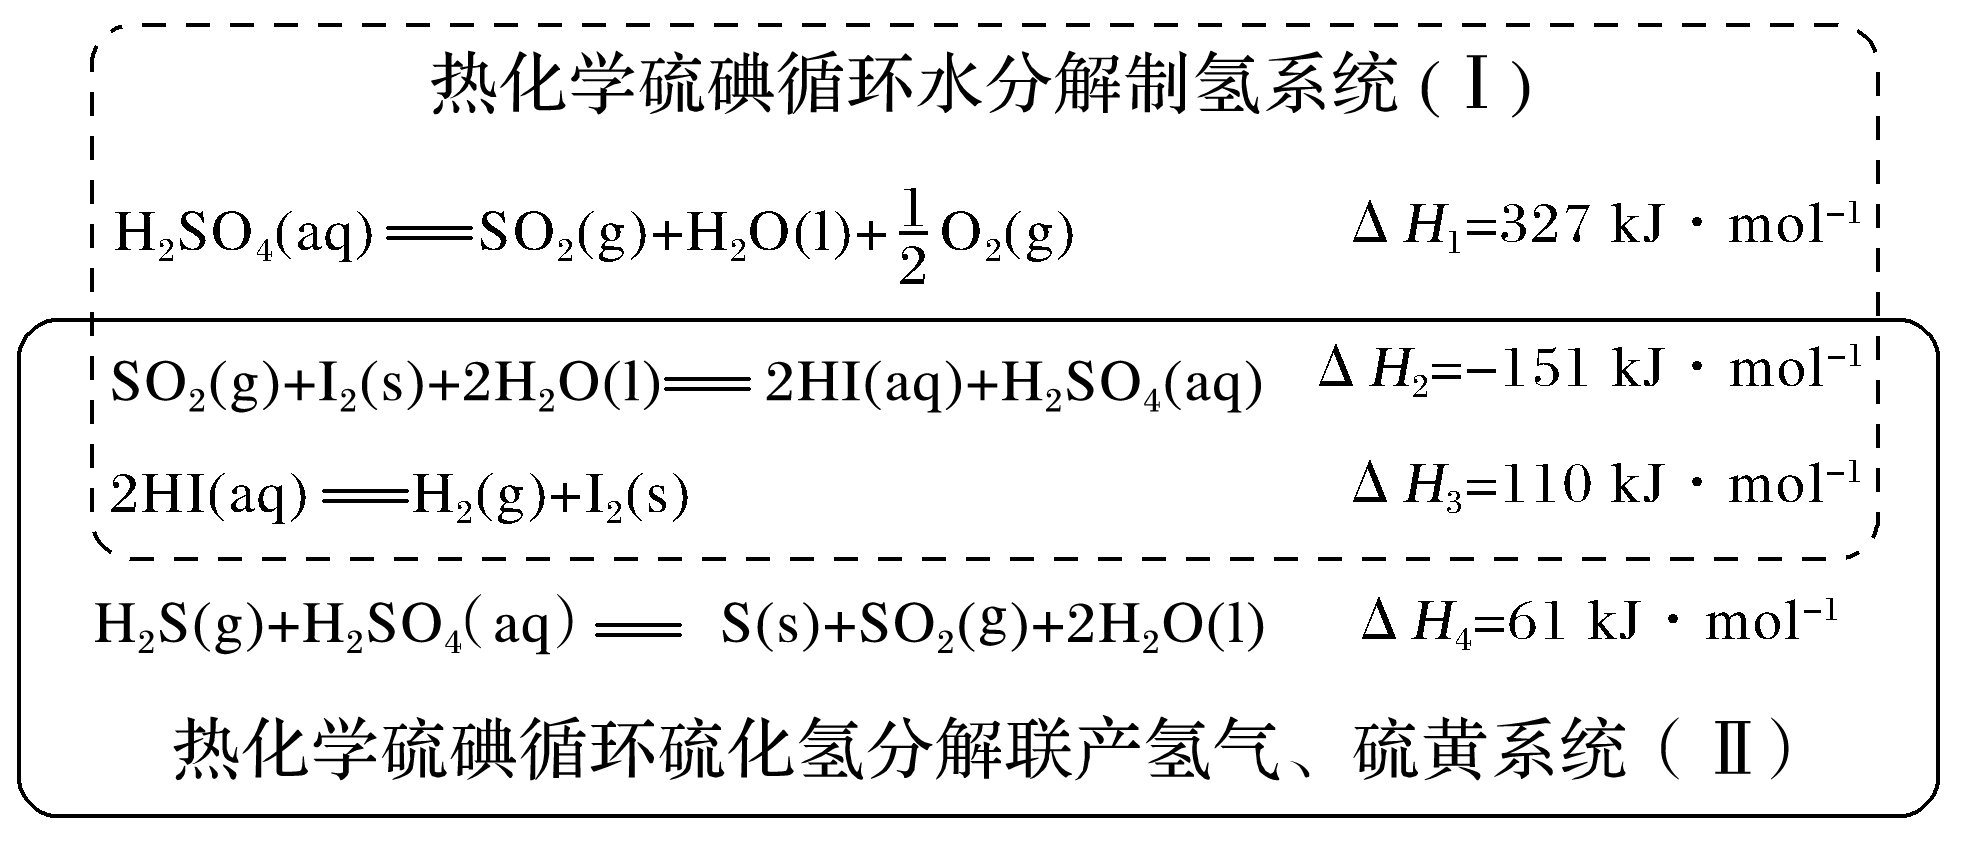 热化学硫碘循环水分解制氢系统(Ⅰ)
H₂SO₄(aq)══SO₂(g)+H₂O(l)+1/2 O₂(g) ΔH₁=327 kJ·mol⁻¹
SO₂(g)+I₂(s)+2H₂O(l)══2HI(aq)+H₂SO₄(aq) ΔH₂=−151 kJ·mol⁻¹
2HI(aq)══H₂(g)+I₂(s) ΔH₃=110 kJ·mol⁻¹
H₂S(g)+H₂SO₄(aq)══S(s)+SO₂(g)+2H₂O(l) ΔH₄=61 kJ·mol⁻¹
热化学硫碘循环硫化氢分解联产氢气、硫黄系统(Ⅱ)